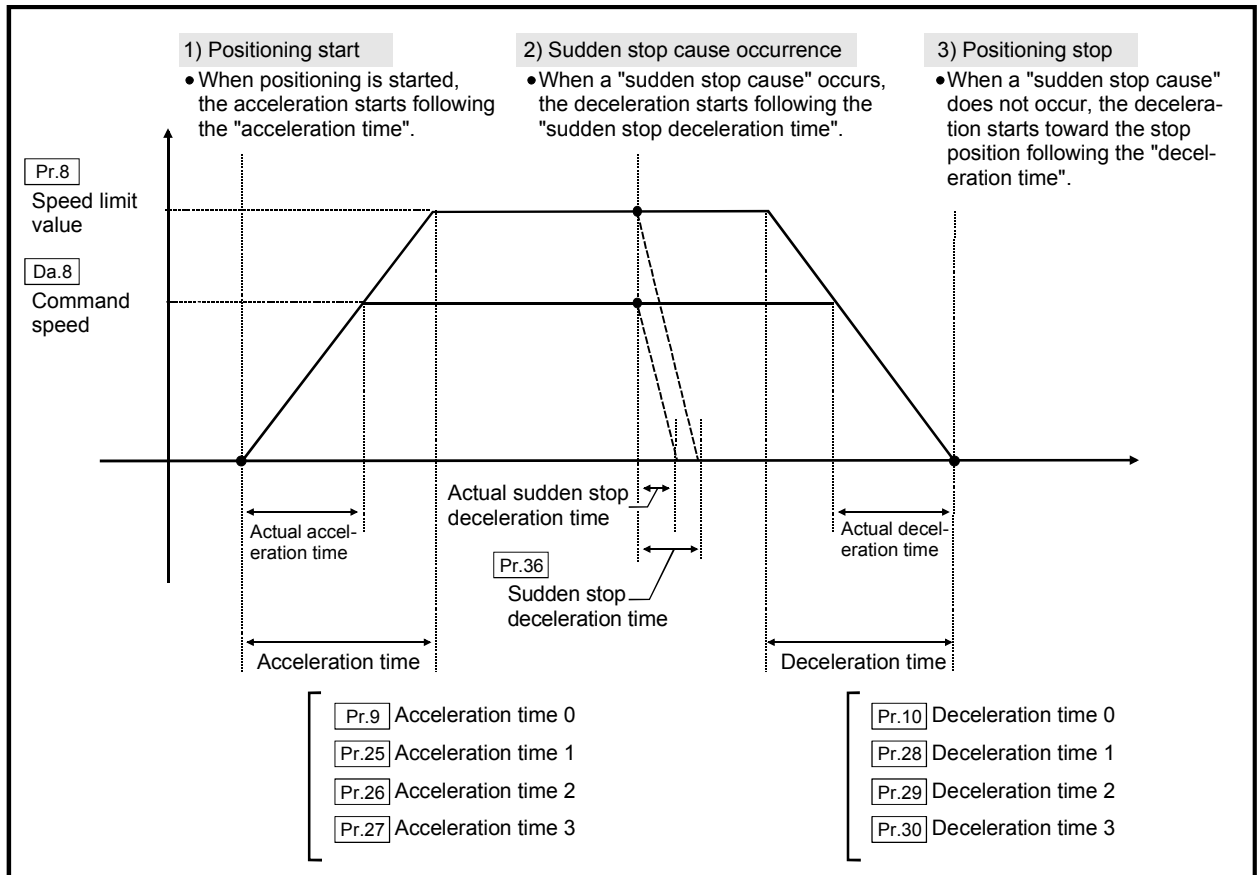 1) Positioning start
• When positioning is started,
the acceleration starts following
the "acceleration time".
2) Sudden stop cause occurrence
• When a "sudden stop cause" occurs,
the deceleration starts following the
"sudden stop deceleration time".
3) Positioning stop
• When a "sudden stop cause"
does not occur, the decelera-
tion starts toward the stop
position following the "decel-
eration time".
Pr.8
Speed limit
value
Da.8
Command
speed
Actual accel-
eration time
Actual sudden stop
deceleration time
Actual decel-
eration time
Pr.36
Sudden stop
deceleration time
Acceleration time
Deceleration time
Pr.9 Acceleration time 0
Pr.25 Acceleration time 1
Pr.26 Acceleration time 2
Pr.27 Acceleration time 3
Pr.10 Deceleration time 0
Pr.28 Deceleration time 1
Pr.29 Deceleration time 2
Pr.30 Deceleration time 3